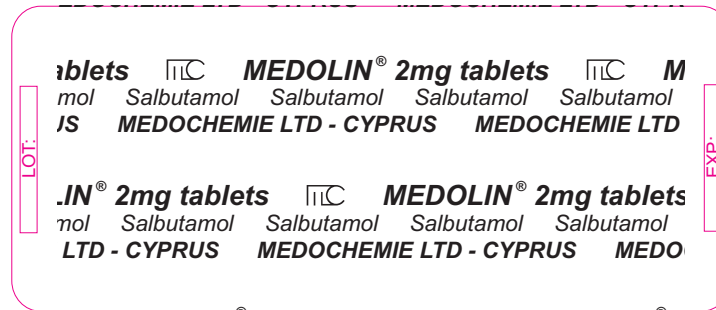 ablets MEDOLIN® 2mg tablets M
mol Salbutamol Salbutamol Salbutamol Salbutamol
US MEDOCHEMIE LTD - CYPRUS MEDOCHEMIE LTD
LOT:
EXP:
LIN® 2mg tablets MEDOLIN® 2mg tablets
mol Salbutamol Salbutamol Salbutamol Salbutamol
LTD - CYPRUS MEDOCHEMIE LTD - CYPRUS MEDO